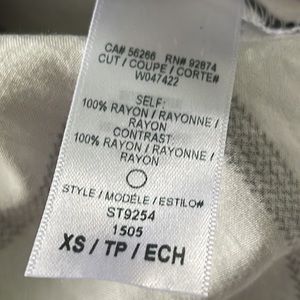 CA# 56266 RN# 92874
CUT / COUPE / CORTE#
W047422
SELF:
100% RAYON / RAYONNE /
RAYON
CONTRAST:
100% RAYON / RAYONNE /
RAYON
STYLE / MODÈLE / ESTILO#
ST9254
1505
XS / TP / ECH